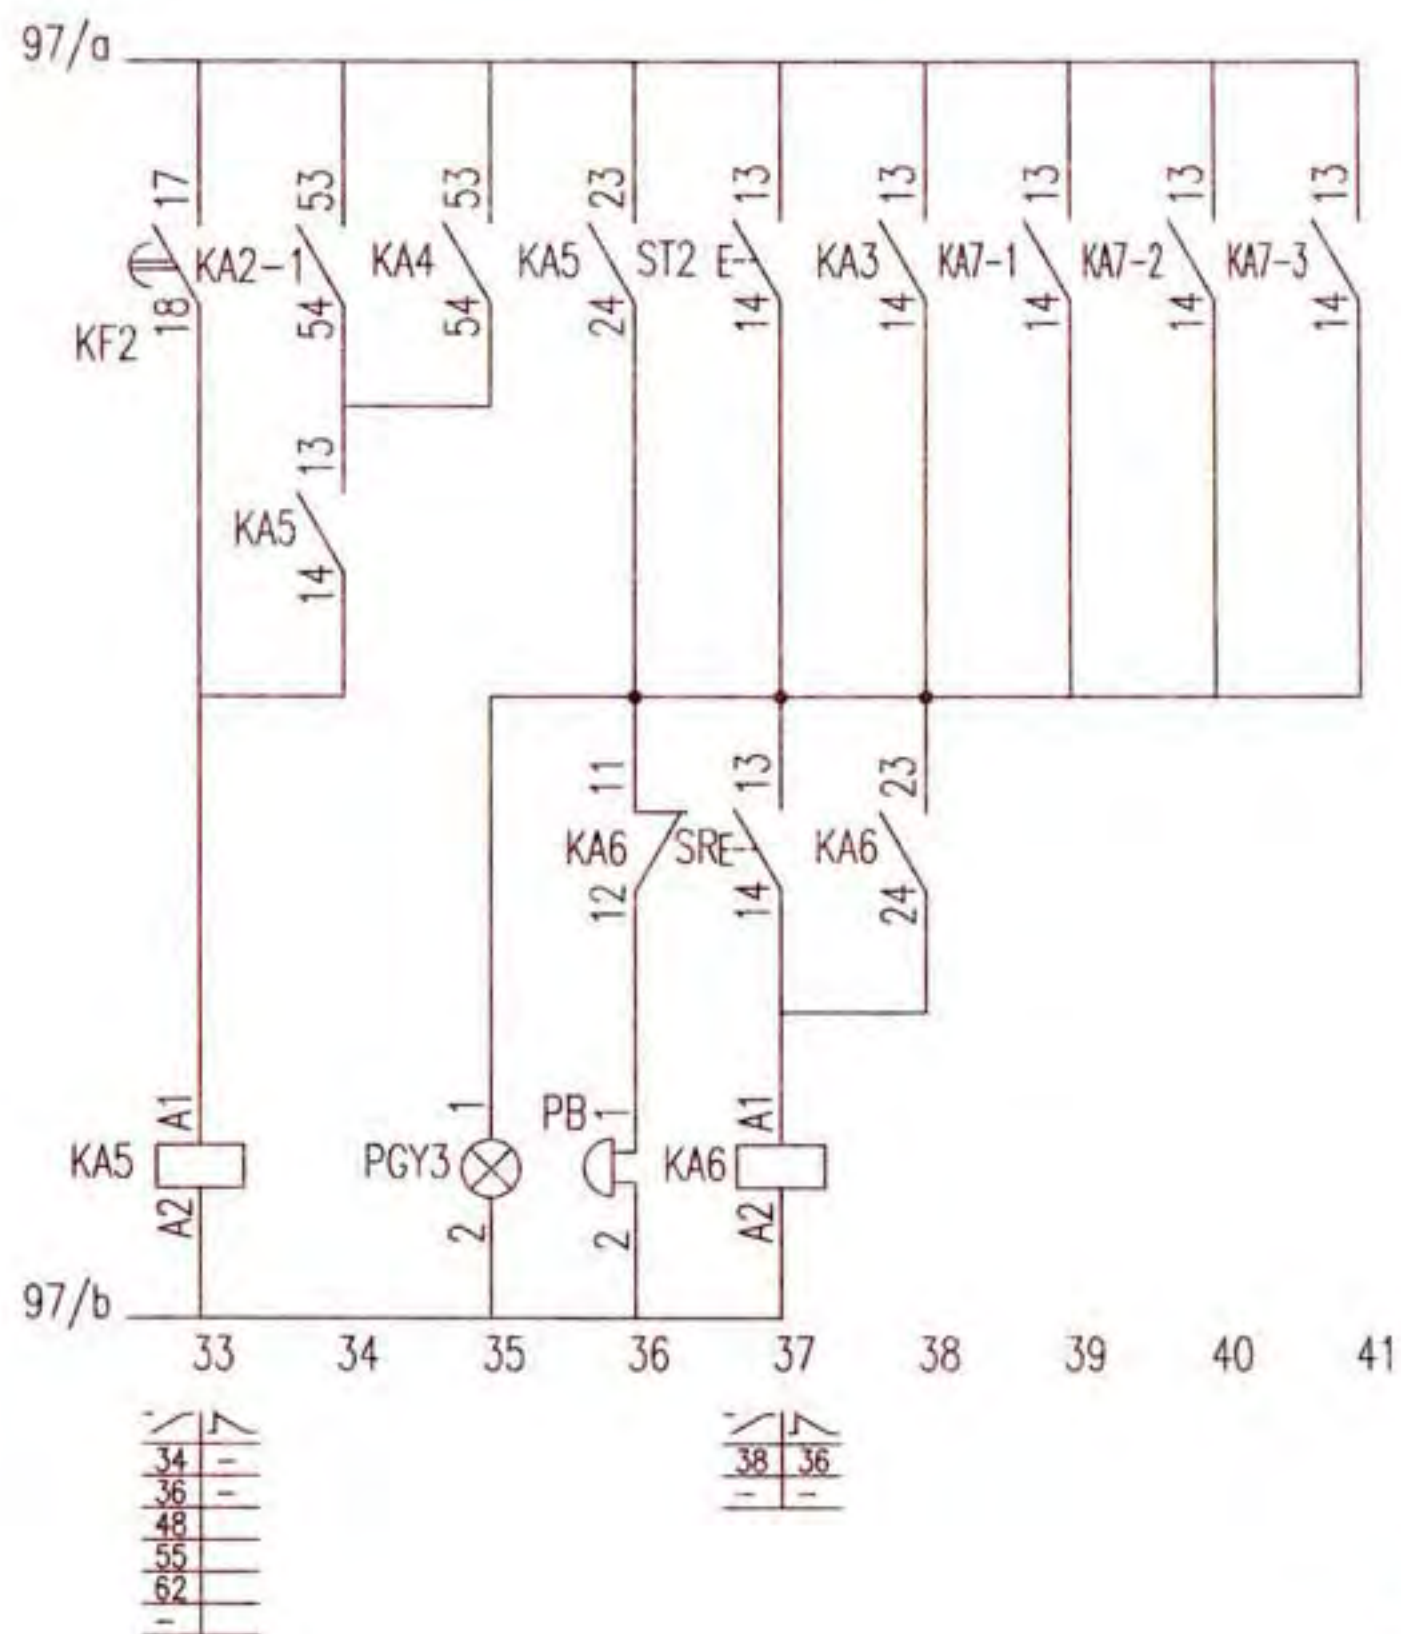 97/a
17 53 53 23 13 13 13 13 13
KA2-1 KA4 KA5 ST2 E KA3 KA7-1 KA7-2 KA7-3
18 54 54 24 14 14 14 14 14
KF2
13
KA5
14
11 13 23
KA6 SRE KA6
12 14 24
A1 1 PB 1 A1
KA5 PGY3 KA6
A2 2 2 A2
97/b
33 34 35 36 37 38 39 40 41
34 - 38 36
36 - - -
48
55
62
-